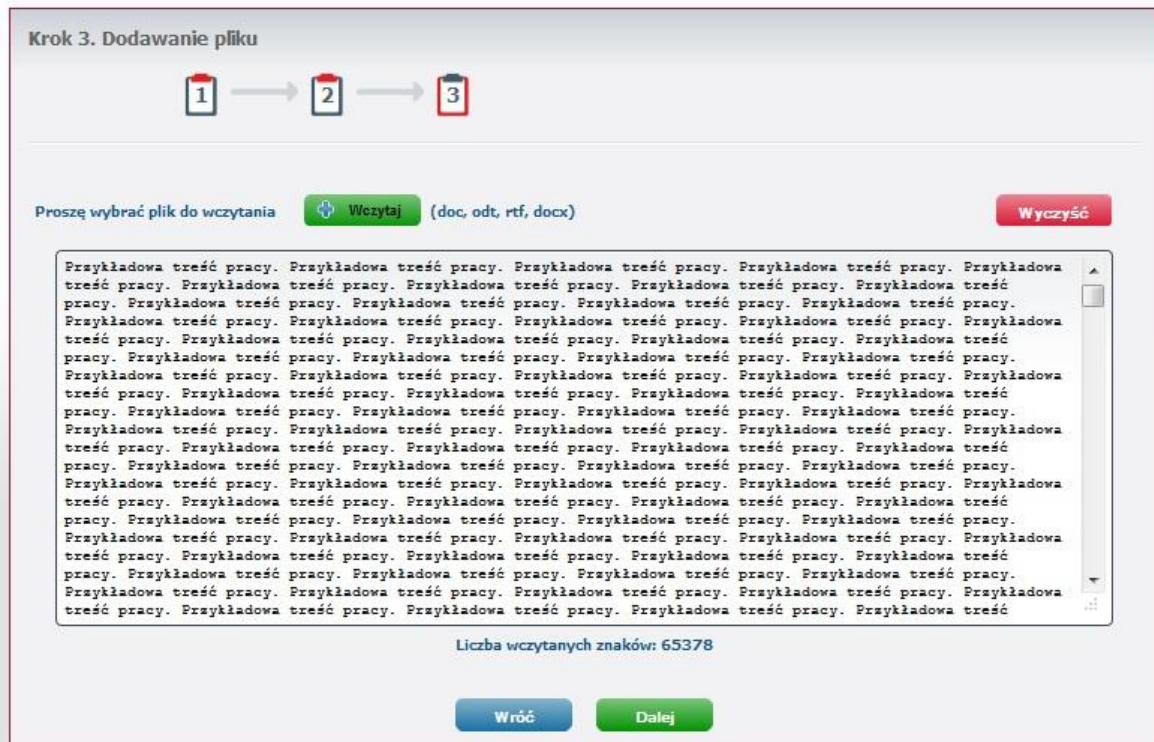 Krok 3. Dodawanie pliku
1 2 3
Proszę wybrać plik do wczytania Wczytaj (doc, odt, rtf, docx) Wyczyść
Przykładowa treść pracy. Przykładowa treść pracy. Przykładowa treść pracy. Przykładowa treść pracy. Przykładowa
treść pracy. Przykładowa treść pracy. Przykładowa treść pracy. Przykładowa treść pracy. Przykładowa treść
pracy. Przykładowa treść pracy. Przykładowa treść pracy. Przykładowa treść pracy. Przykładowa treść pracy.
Przykładowa treść pracy. Przykładowa treść pracy. Przykładowa treść pracy. Przykładowa treść pracy. Przykładowa
treść pracy. Przykładowa treść pracy. Przykładowa treść pracy. Przykładowa treść pracy. Przykładowa treść
pracy. Przykładowa treść pracy. Przykładowa treść pracy. Przykładowa treść pracy. Przykładowa treść pracy.
Przykładowa treść pracy. Przykładowa treść pracy. Przykładowa treść pracy. Przykładowa treść pracy. Przykładowa
treść pracy. Przykładowa treść pracy. Przykładowa treść pracy. Przykładowa treść pracy. Przykładowa treść
pracy. Przykładowa treść pracy. Przykładowa treść pracy. Przykładowa treść pracy. Przykładowa treść pracy.
Przykładowa treść pracy. Przykładowa treść pracy. Przykładowa treść pracy. Przykładowa treść pracy. Przykładowa
treść pracy. Przykładowa treść pracy. Przykładowa treść pracy. Przykładowa treść pracy. Przykładowa treść
pracy. Przykładowa treść pracy. Przykładowa treść pracy. Przykładowa treść pracy. Przykładowa treść pracy.
Przykładowa treść pracy. Przykładowa treść pracy. Przykładowa treść pracy. Przykładowa treść pracy. Przykładowa
treść pracy. Przykładowa treść pracy. Przykładowa treść pracy. Przykładowa treść pracy. Przykładowa treść
pracy. Przykładowa treść pracy. Przykładowa treść pracy. Przykładowa treść pracy. Przykładowa treść pracy.
Przykładowa treść pracy. Przykładowa treść pracy. Przykładowa treść pracy. Przykładowa treść pracy. Przykładowa
treść pracy. Przykładowa treść pracy. Przykładowa treść pracy. Przykładowa treść pracy. Przykładowa treść
pracy. Przykładowa treść pracy. Przykładowa treść pracy. Przykładowa treść pracy. Przykładowa treść pracy.
Przykładowa treść pracy. Przykładowa treść pracy. Przykładowa treść pracy. Przykładowa treść pracy. Przykładowa
treść pracy. Przykładowa treść pracy. Przykładowa treść pracy. Przykładowa treść pracy. Przykładowa treść
Liczba wczytanych znaków: 65378
Wróć Dalej